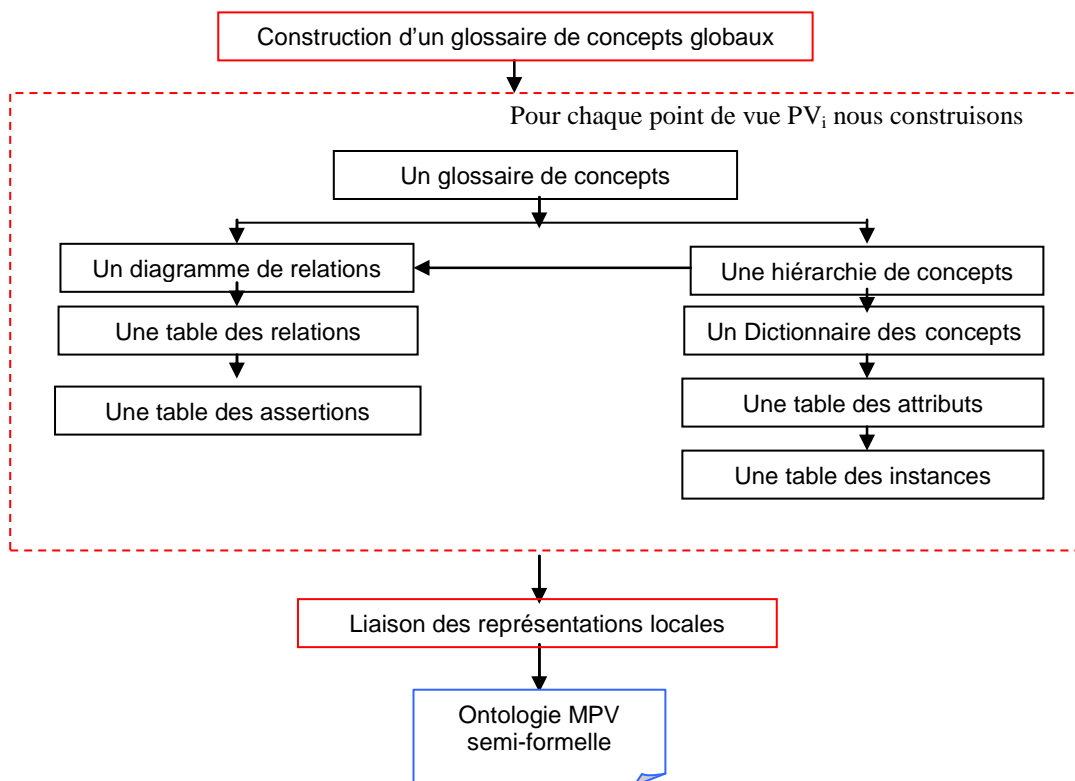 Construction d'un glossaire de concepts globaux
Pour chaque point de vue PVi nous construisons
Un glossaire de concepts
Un diagramme de relations
Une hiérarchie de concepts
Une table des relations
Un Dictionnaire des concepts
Une table des assertions
Une table des attributs
Une table des instances
Liaison des représentations locales
Ontologie MPV
semi-formelle